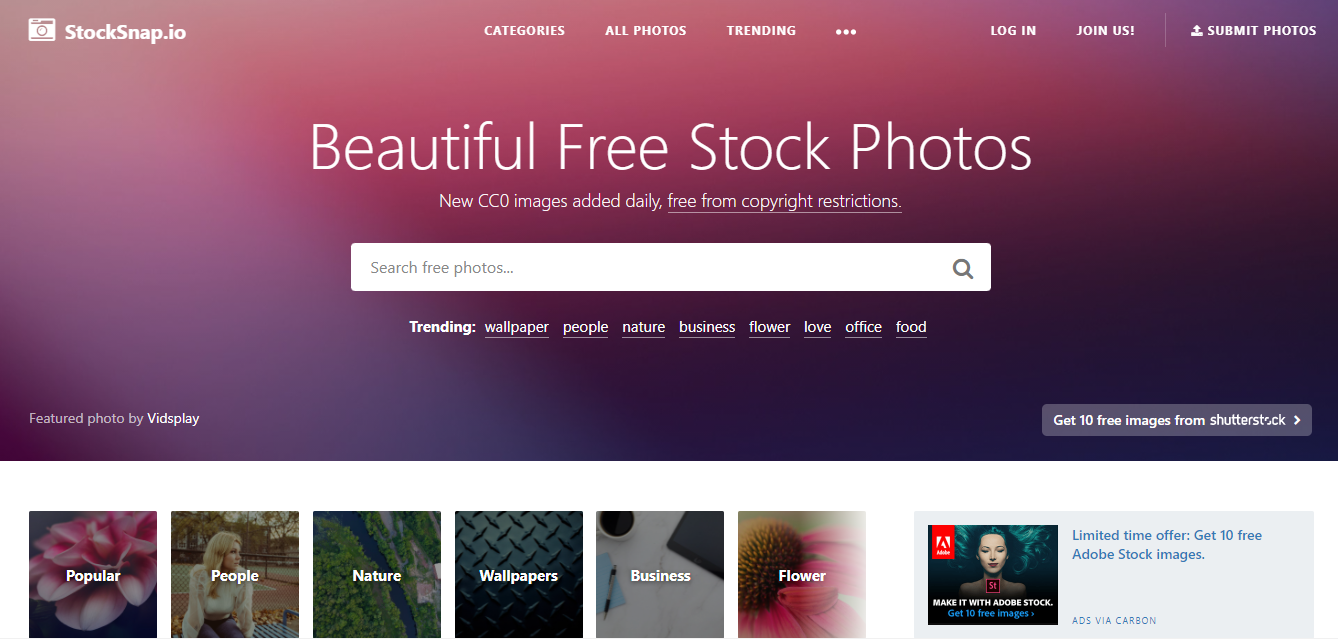 StockSnap.io
CATEGORIES ALL PHOTOS TRENDING •••
LOG IN JOIN US! SUBMIT PHOTOS
Beautiful Free Stock Photos
New CC0 images added daily, free from copyright restrictions.
Search free photos...
Trending: wallpaper people nature business flower love office food
Featured photo by Vidsplay
Get 10 free images from shutterstock
Popular
People
Nature
Wallpapers
Business
Flower
Adobe
St
MAKE IT WITH ADOBE STOCK.
Get 10 free images ›
Limited time offer: Get 10 free
Adobe Stock images.
ADS VIA CARBON